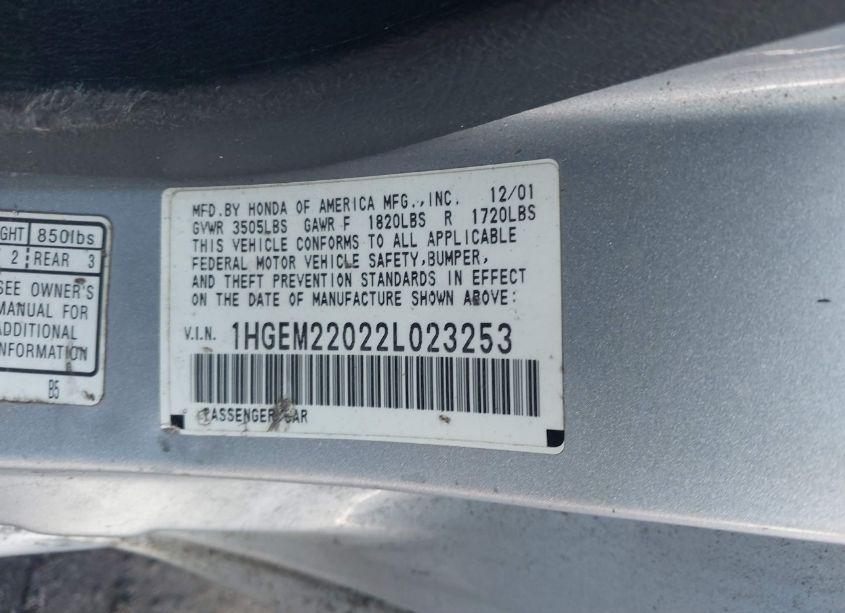 GHT 850lbs
2 REAR 3
SEE OWNER'S
MANUAL FOR
ADDITIONAL
INFORMATION
B5
MFD.BY HONDA OF AMERICA MFG.,INC. 12/01
GVWR 3505LBS GAWR F 1820LBS R 1720LBS
THIS VEHICLE CONFORMS TO ALL APPLICABLE
FEDERAL MOTOR VEHICLE SAFETY,BUMPER,
AND THEFT PREVENTION STANDARDS IN EFFECT
ON THE DATE OF MANUFACTURE SHOWN ABOVE:
V.I.N. 1HGEM22022L023253
PASSENGER CAR